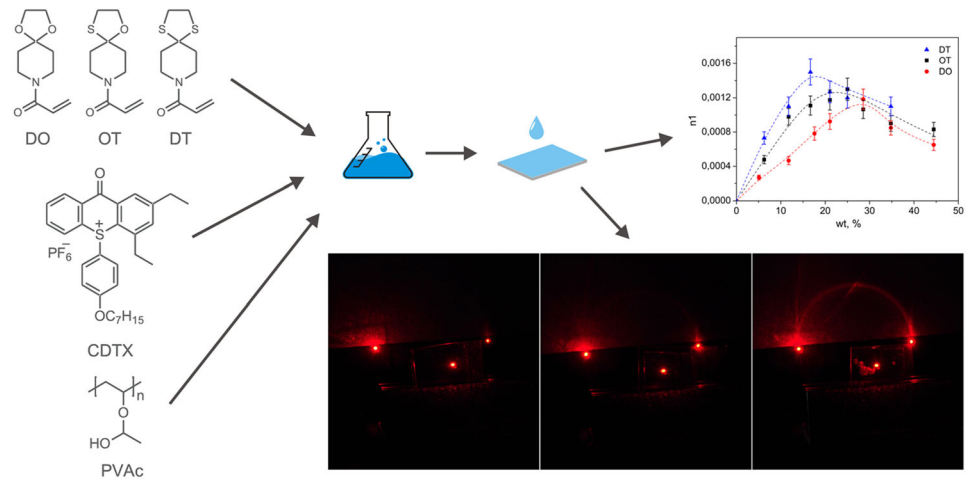 O O
N
O
DO
S O
N
O
OT
S S
N
O
DT
O
S
+
PF6
−
OC7H15
CDTX
n
O
HO
PVAc
DT
OT
DO
n1
0,0016
0,0012
0,0008
0,0004
0,0000
0 10 20 30 40 50
wt, %